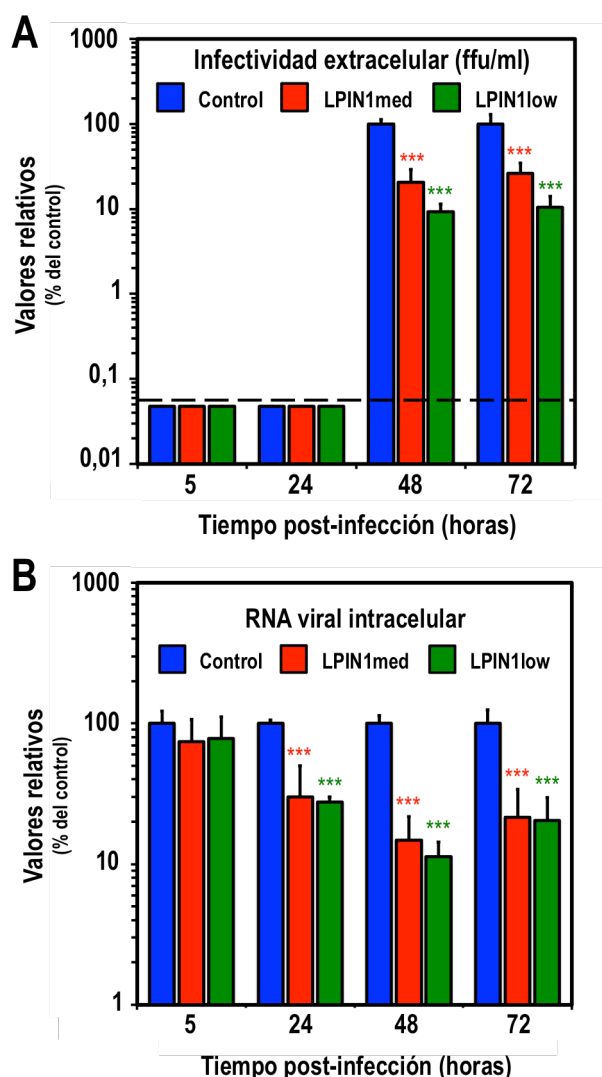 A
Infectividad extracelular (ffu/ml)
Control LPIN1med LPIN1low
Valores relativos
(% del control)
1000
100
10
1
0,1
0,01
*** *** *** ***
5 24 48 72
Tiempo post-infección (horas)
B
RNA viral intracelular
Control LPIN1med LPIN1low
Valores relativos
(% del control)
1000
100
10
1
*** *** *** *** *** ***
5 24 48 72
Tiempo post-infección (horas)